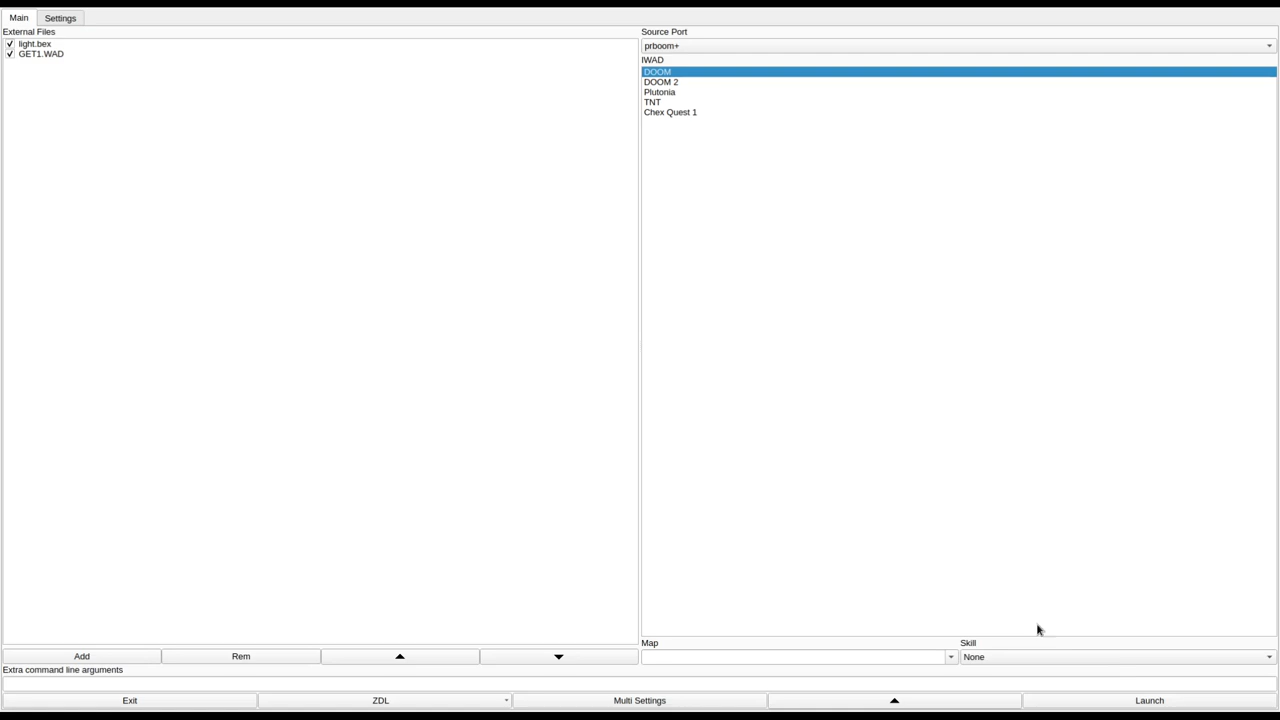 Main Settings
External Files
light.bex
GET1.WAD
Source Port
prboom+
IWAD
DOOM
DOOM 2
Plutonia
TNT
Chex Quest 1
Add Rem
Map Skill
None
Extra command line arguments
Exit ZDL Multi Settings Launch